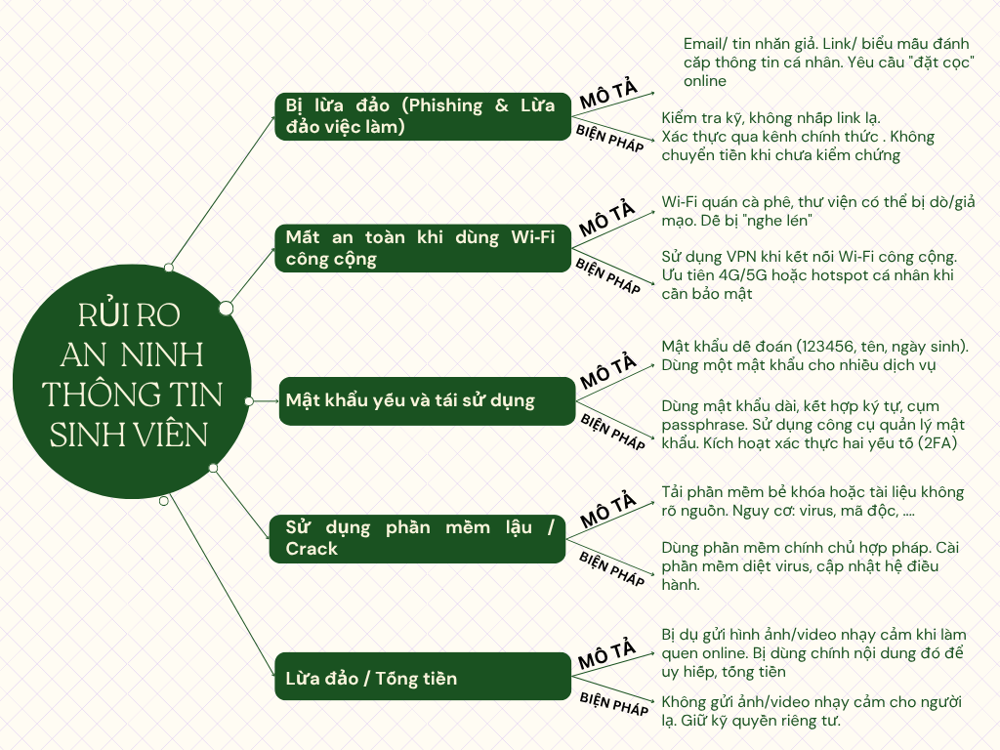 RỦI RO
AN NINH
THÔNG TIN
SINH VIÊN
Bị lừa đảo (Phishing & Lừa
đảo việc làm)
MÔ TẢ
Email/ tin nhắn giả. Link/ biểu mẫu đánh
cắp thông tin cá nhân. Yêu cầu "đặt cọc"
online
BIỆN PHÁP
Kiểm tra kỹ, không nhấp link lạ.
Xác thực qua kênh chính thức . Không
chuyển tiền khi chưa kiểm chứng
Mất an toàn khi dùng Wi-Fi
công cộng
MÔ TẢ
Wi-Fi quán cà phê, thư viện có thể bị dò/giả
mạo. Dễ bị "nghe lén"
BIỆN PHÁP
Sử dụng VPN khi kết nối Wi-Fi công cộng.
Ưu tiên 4G/5G hoặc hotspot cá nhân khi
cần bảo mật
Mật khẩu yếu và tái sử dụng
MÔ TẢ
Mật khẩu dễ đoán (123456, tên, ngày sinh).
Dùng một mật khẩu cho nhiều dịch vụ
BIỆN PHÁP
Dùng mật khẩu dài, kết hợp ký tự, cụm
passphrase. Sử dụng công cụ quản lý mật
khẩu. Kích hoạt xác thực hai yếu tố (2FA)
Sử dụng phần mềm lậu /
Crack
MÔ TẢ
Tải phần mềm bẻ khóa hoặc tài liệu không
rõ nguồn. Nguy cơ: virus, mã độc, ....
BIỆN PHÁP
Dùng phần mềm chính chủ hợp pháp. Cài
phần mềm diệt virus, cập nhật hệ điều
hành.
Lừa đảo / Tống tiền
MÔ TẢ
Bị dụ gửi hình ảnh/video nhạy cảm khi làm
quen online. Bị dùng chính nội dung đó để
uy hiếp, tống tiền
BIỆN PHÁP
Không gửi ảnh/video nhạy cảm cho người
lạ. Giữ kỹ quyền riêng tư.